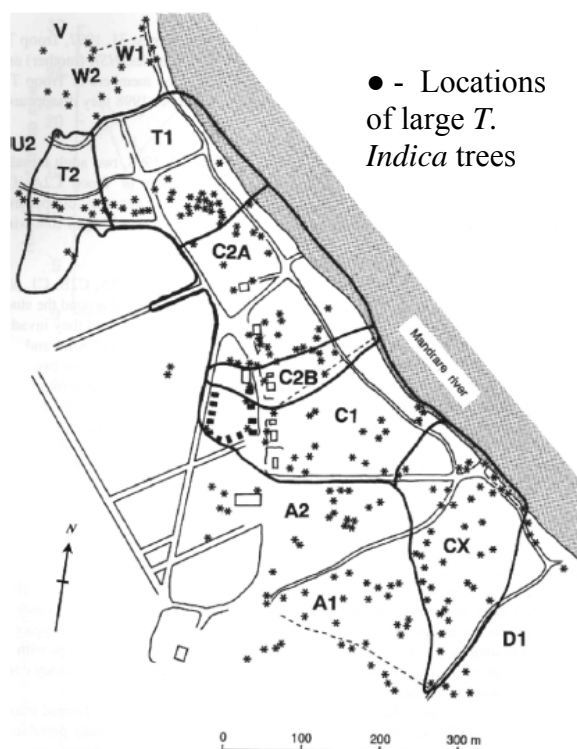 V
W1
W2
● - Locations
of large T.
Indica trees
U2
T1
T2
C2A
Mandrare river
C2B
C1
A2
CX
N
A1
D1
0 100 200 300 m